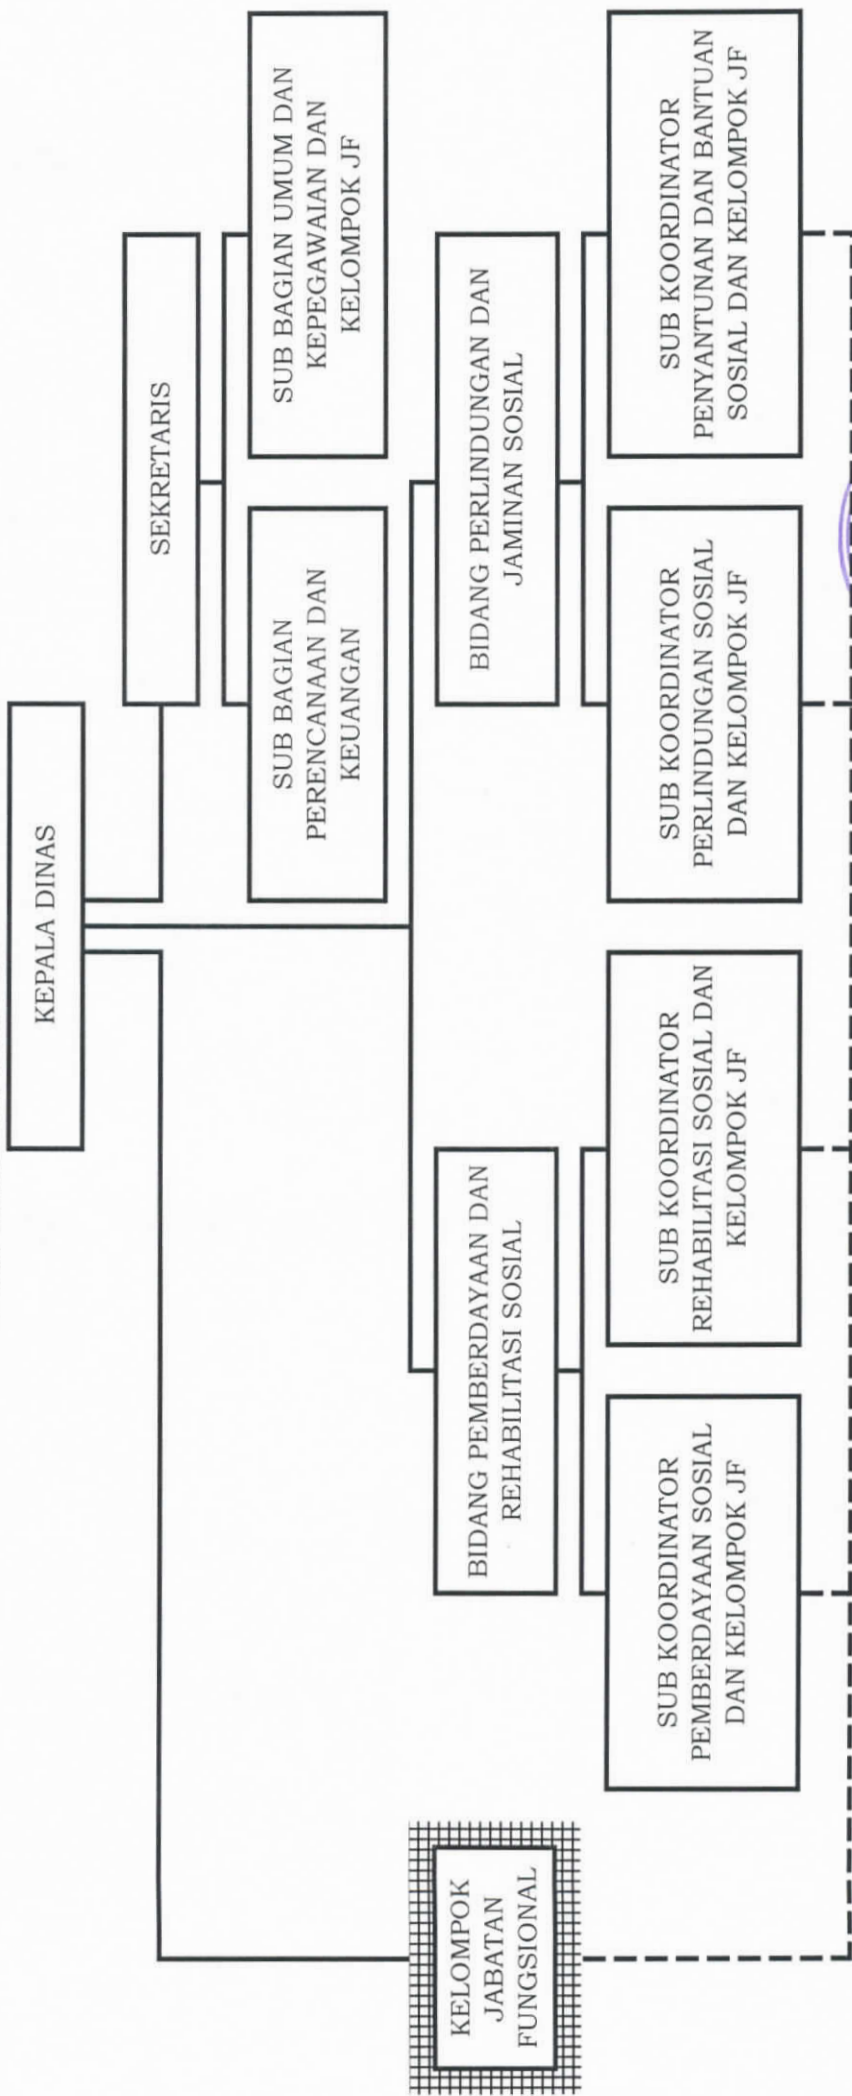 KEPALA DINAS
SEKRETARIS
SUB BAGIAN
PERENCANAAN DAN
KEUANGAN
SUB BAGIAN UMUM DAN
KEPEGAWAIAN DAN
KELOMPOK JF
KELOMPOK
JABATAN
FUNGSIONAL
BIDANG PEMBERDAYAAN DAN
REHABILITASI SOSIAL
BIDANG PERLINDUNGAN DAN
JAMINAN SOSIAL
SUB KOORDINATOR
PEMBERDAYAAN SOSIAL
DAN KELOMPOK JF
SUB KOORDINATOR
REHABILITASI SOSIAL DAN
KELOMPOK JF
SUB KOORDINATOR
PERLINDUNGAN SOSIAL
DAN KELOMPOK JF
SUB KOORDINATOR
PENYANTUNAN DAN BANTUAN
SOSIAL DAN KELOMPOK JF